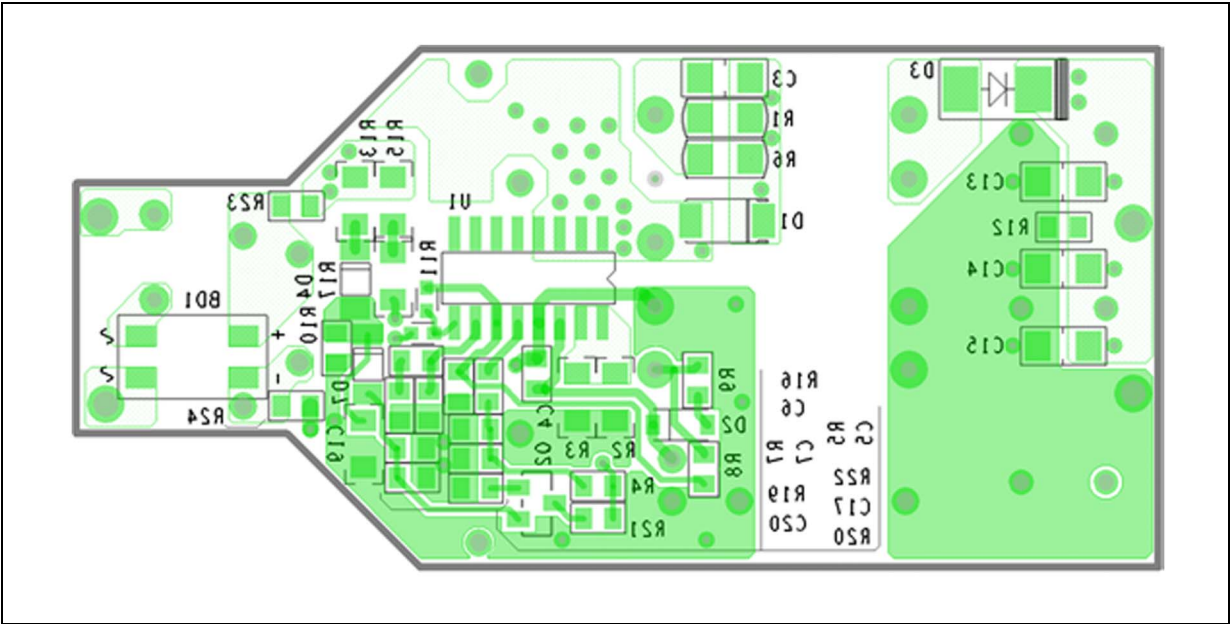 C3
D3
R1
R13
R15
R6
C13
R23
U1
D1
R12
R11
C14
R17
D4
BD1
R10
~
+
C15
~
-
R9
R16
D7
C6
R24
C4
D2
R5
C5
C19
Q2
R3
R2
R7
C7
R8
R22
R4
R19
C17
R21
C20
R20